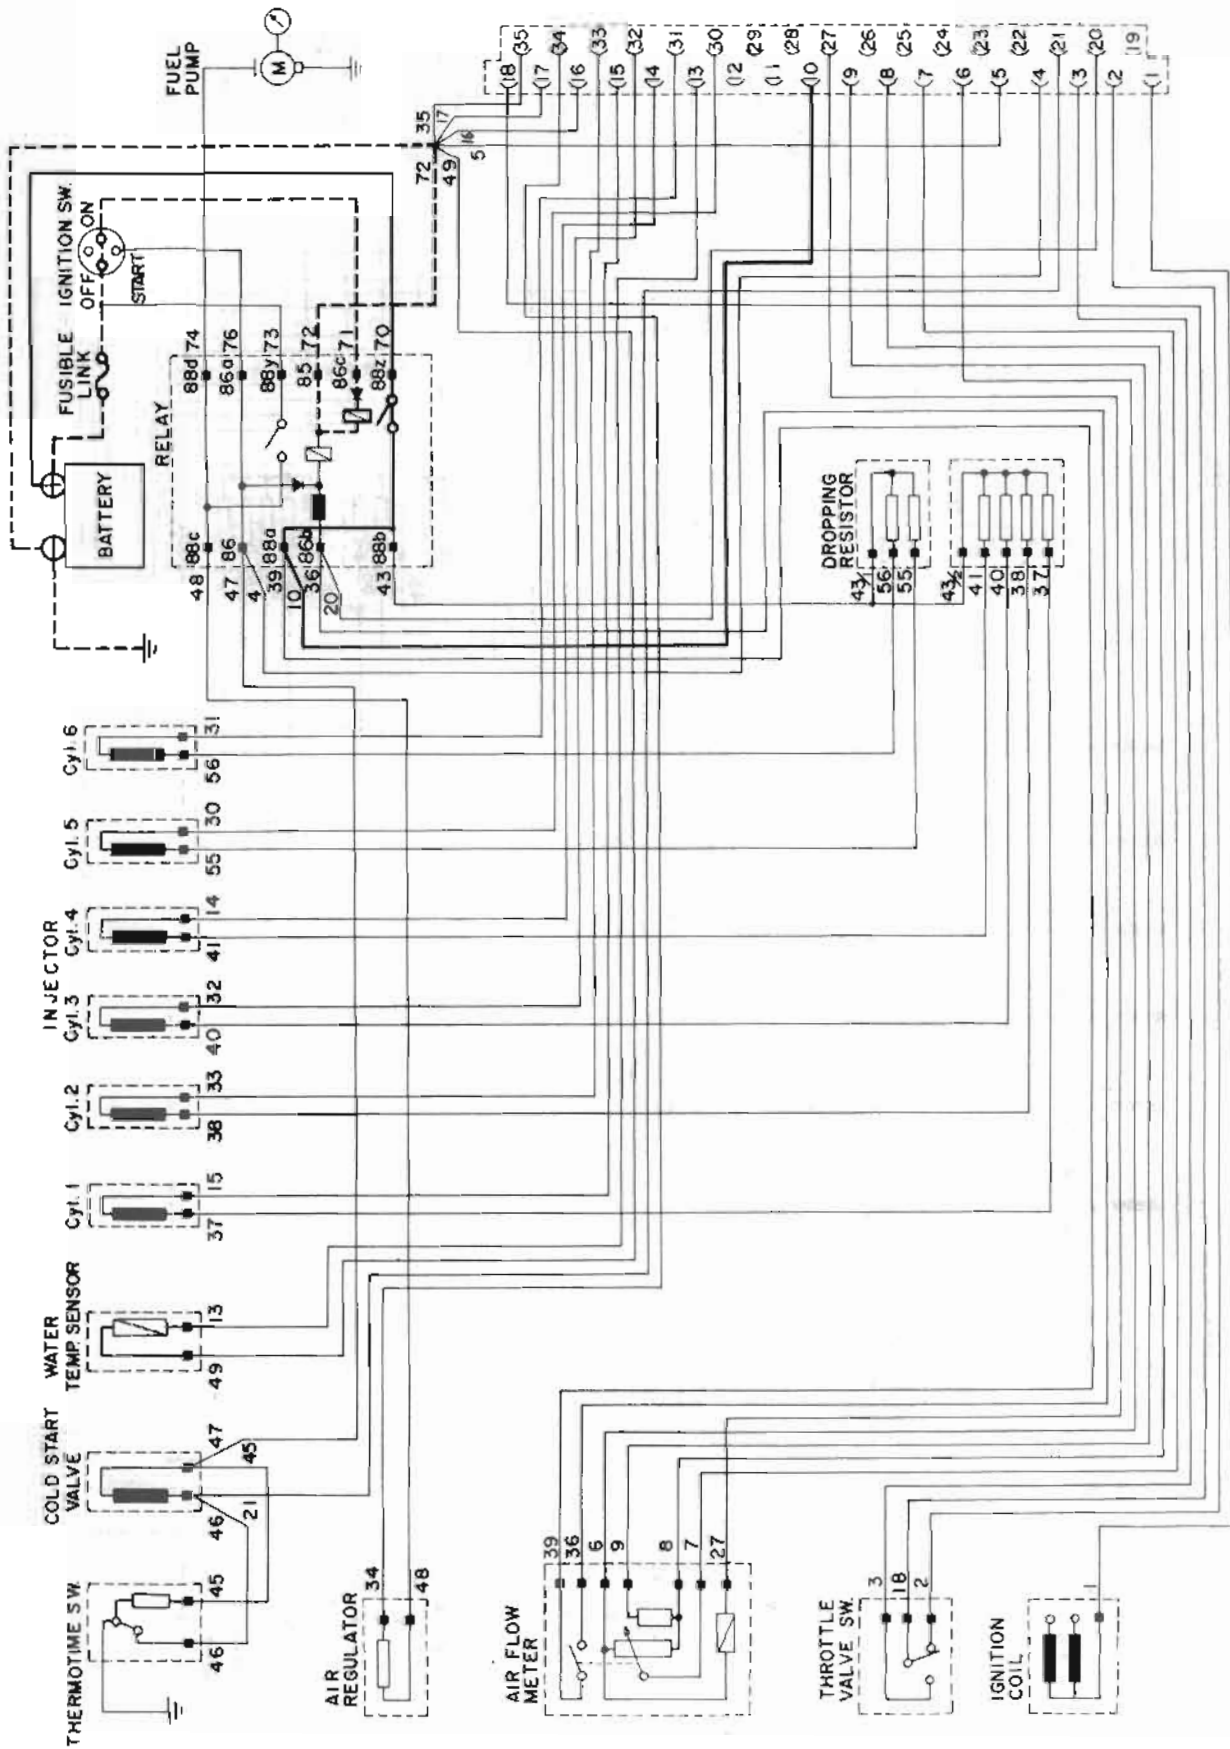 FUEL
PUMP
M
FUSIBLE
LINK
IGNITION SW.
OFF
ON
START
BATTERY
RELAY
88d 74
86a 76
88y 73
85 72
86c 71
88z 70
48 88c
47 86
4
39 88a
10
36 86b
20
43 88b
72
35
17
16
5
49
(18
(17
(16
(15
(14
(13
(12
(11
(10
(9
(8
(7
(6
(5
(4
(3
(2
(1
(35
(34
(33
(32
(31
(30
(29
(28
(27
(26
(25
(24
(23
(22
(21
(20
(19
DROPPING
RESISTOR
43/1
56
55
43/2
41
40
38
37
INJECTOR
Cyl. 6
56
31
Cyl. 5
55
30
Cyl. 4
41
14
Cyl. 3
40
32
Cyl. 2
38
33
Cyl. 1
37
15
WATER
TEMP. SENSOR
49
13
COLD START
VALVE
46
47
21
45
THERMOTIME SW.
46
45
AIR
REGULATOR
34
48
AIR FLOW
METER
39
36
6
9
8
7
27
THROTTLE
VALVE SW.
3
18
2
IGNITION
COIL
1